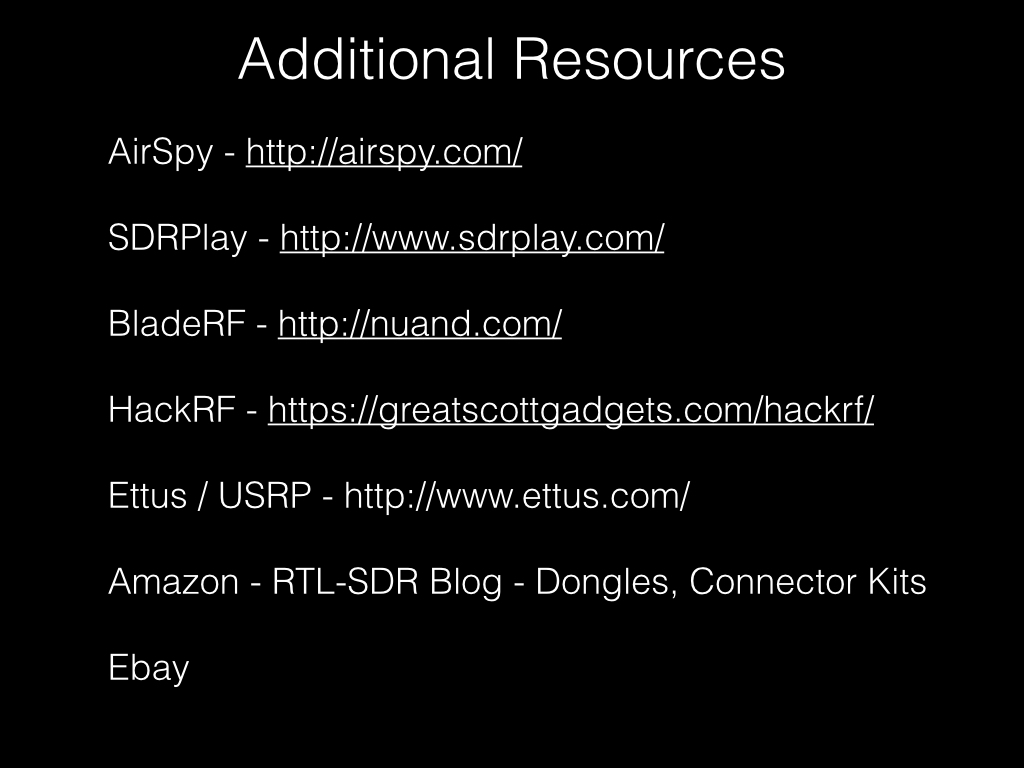 Additional Resources
AirSpy - http://airspy.com/
SDRPlay - http://www.sdrplay.com/
BladeRF - http://nuand.com/
HackRF - https://greatscottgadgets.com/hackrf/
Ettus / USRP - http://www.ettus.com/
Amazon - RTL-SDR Blog - Dongles, Connector Kits
Ebay